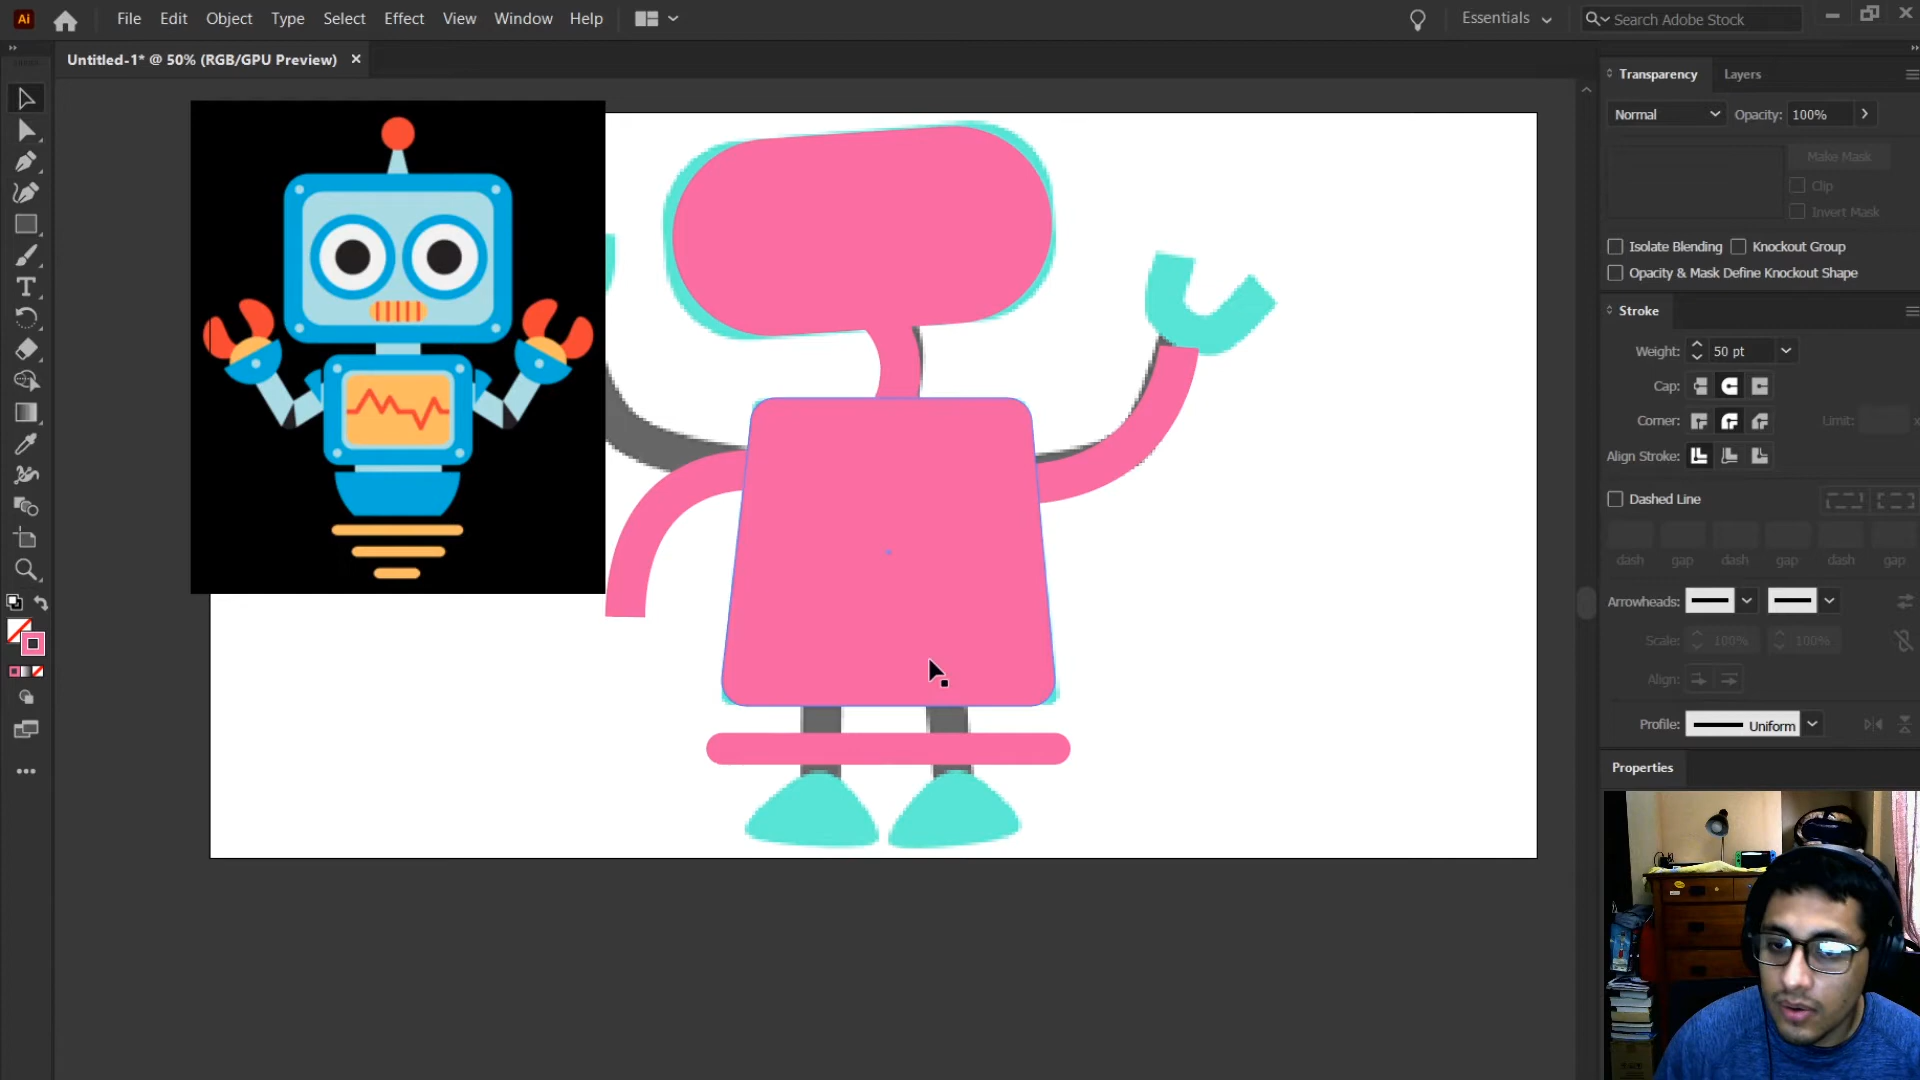 Ai File Edit Object Type Select Effect View Window Help Essentials Search Adobe Stock
Untitled-1* @ 50% (RGB/GPU Preview)
Transparency Layers
Normal Opacity: 100%
Make Mask
Clip
Invert Mask
Isolate Blending Knockout Group
Opacity & Mask Define Knockout Shape
Stroke
Weight: 50 pt
Cap:
Corner: Limit: x
Align Stroke:
Dashed Line
dash gap dash gap dash gap
Arrowheads:
Scale: 100% 100%
Align:
Profile: Uniform
Properties